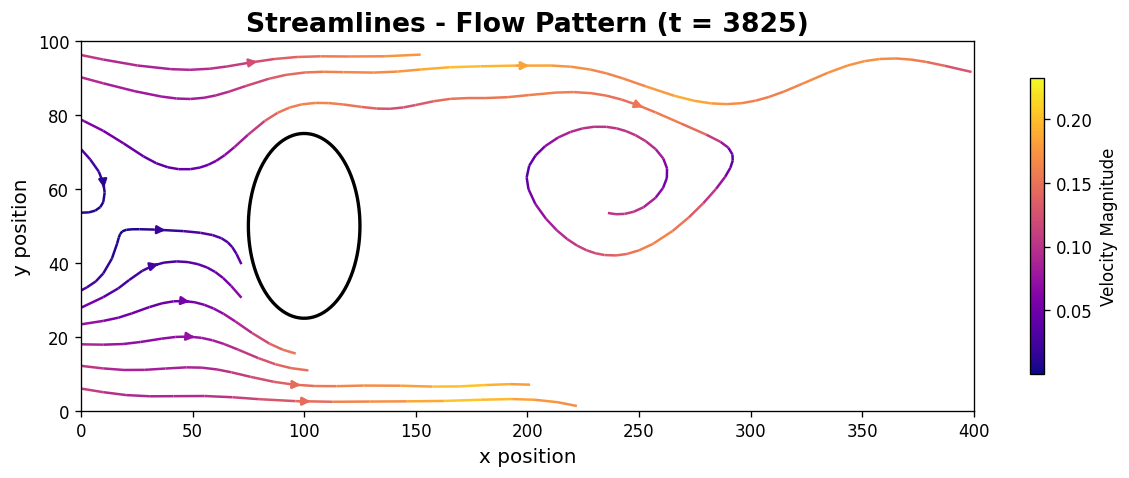 Streamlines - Flow Pattern (t = 3825)
100
80
60
40
20
0
y position
0 50 100 150 200 250 300 350 400
x position
0.20
0.15
0.10
0.05
Velocity Magnitude